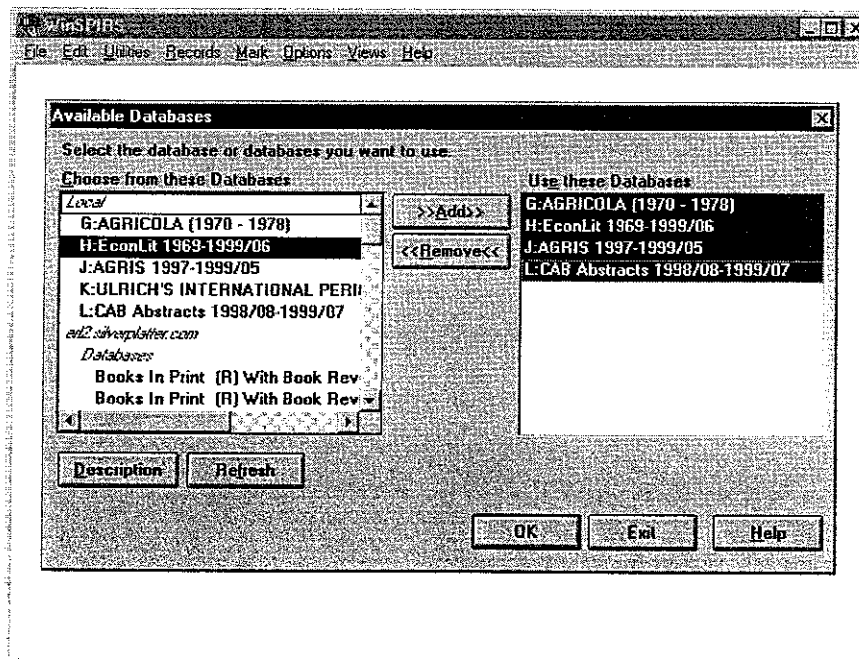 WinSPIRS
File Edit Utilities Records Mark Options Views Help
Available Databases
Select the database or databases you want to use.
Choose from these Databases
Local
G:AGRICOLA (1970 - 1978)
H:EconLit 1969-1999/06
J:AGRIS 1997-1999/05
K:ULRICH'S INTERNATIONAL PERI
L:CAB Abstracts 1998/08-1999/07
erl2.silverplatter.com
Databases
Books In Print (R) With Book Rev
Books In Print (R) With Book Rev
>>Add>>
<<Remove<<
Use these Databases
G:AGRICOLA (1970 - 1978)
H:EconLit 1969-1999/06
J:AGRIS 1997-1999/05
L:CAB Abstracts 1998/08-1999/07
Description Refresh
OK Exit Help